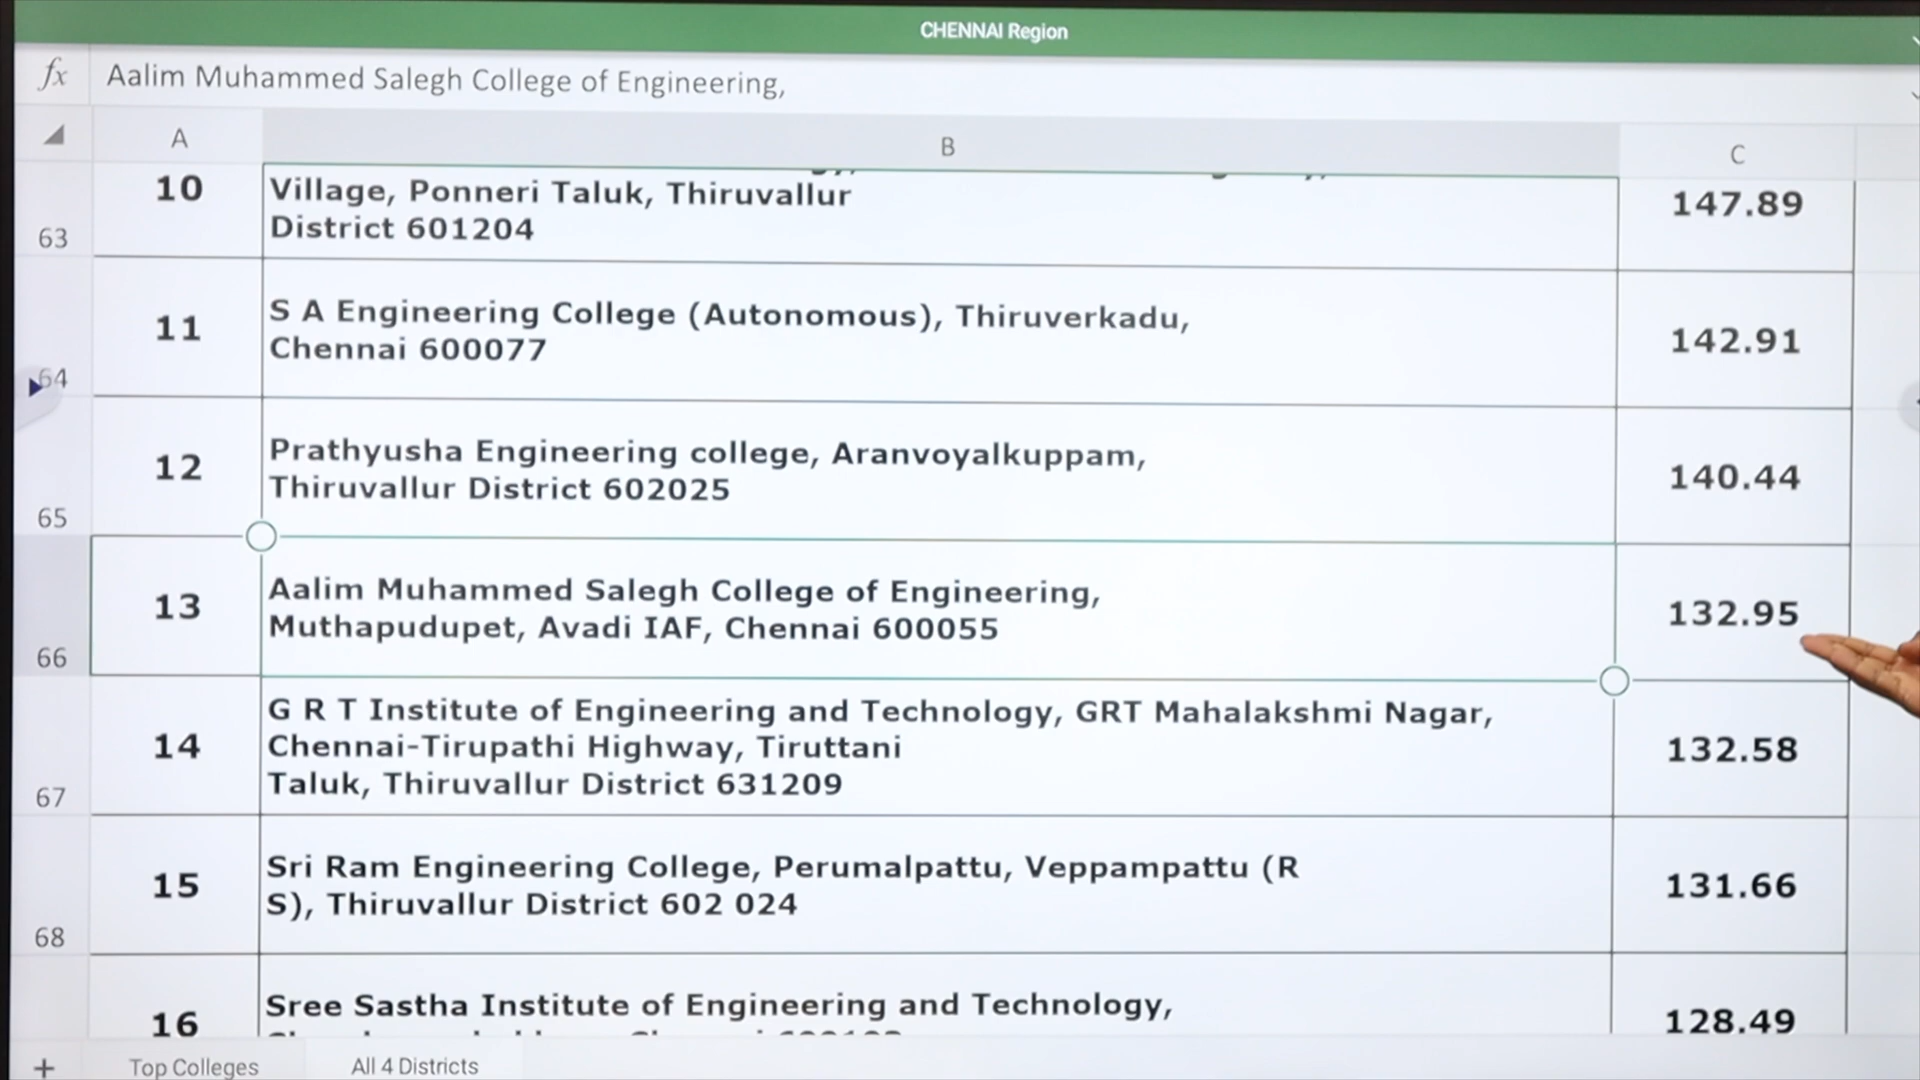 CHENNAI Region
fx Aalim Muhammed Salegh College of Engineering,
A B C
63 10 Village, Ponneri Taluk, Thiruvallur 147.89
District 601204
64 11 S A Engineering College (Autonomous), Thiruverkadu, 142.91
Chennai 600077
65 12 Prathyusha Engineering college, Aranvoyalkuppam, 140.44
Thiruvallur District 602025
66 13 Aalim Muhammed Salegh College of Engineering, 132.95
Muthapudupet, Avadi IAF, Chennai 600055
67 14 G R T Institute of Engineering and Technology, GRT Mahalakshmi Nagar, 132.58
Chennai-Tirupathi Highway, Tiruttani
Taluk, Thiruvallur District 631209
68 15 Sri Ram Engineering College, Perumalpattu, Veppampattu (R 131.66
S), Thiruvallur District 602 024
16 Sree Sastha Institute of Engineering and Technology, 128.49
+ Top Colleges All 4 Districts